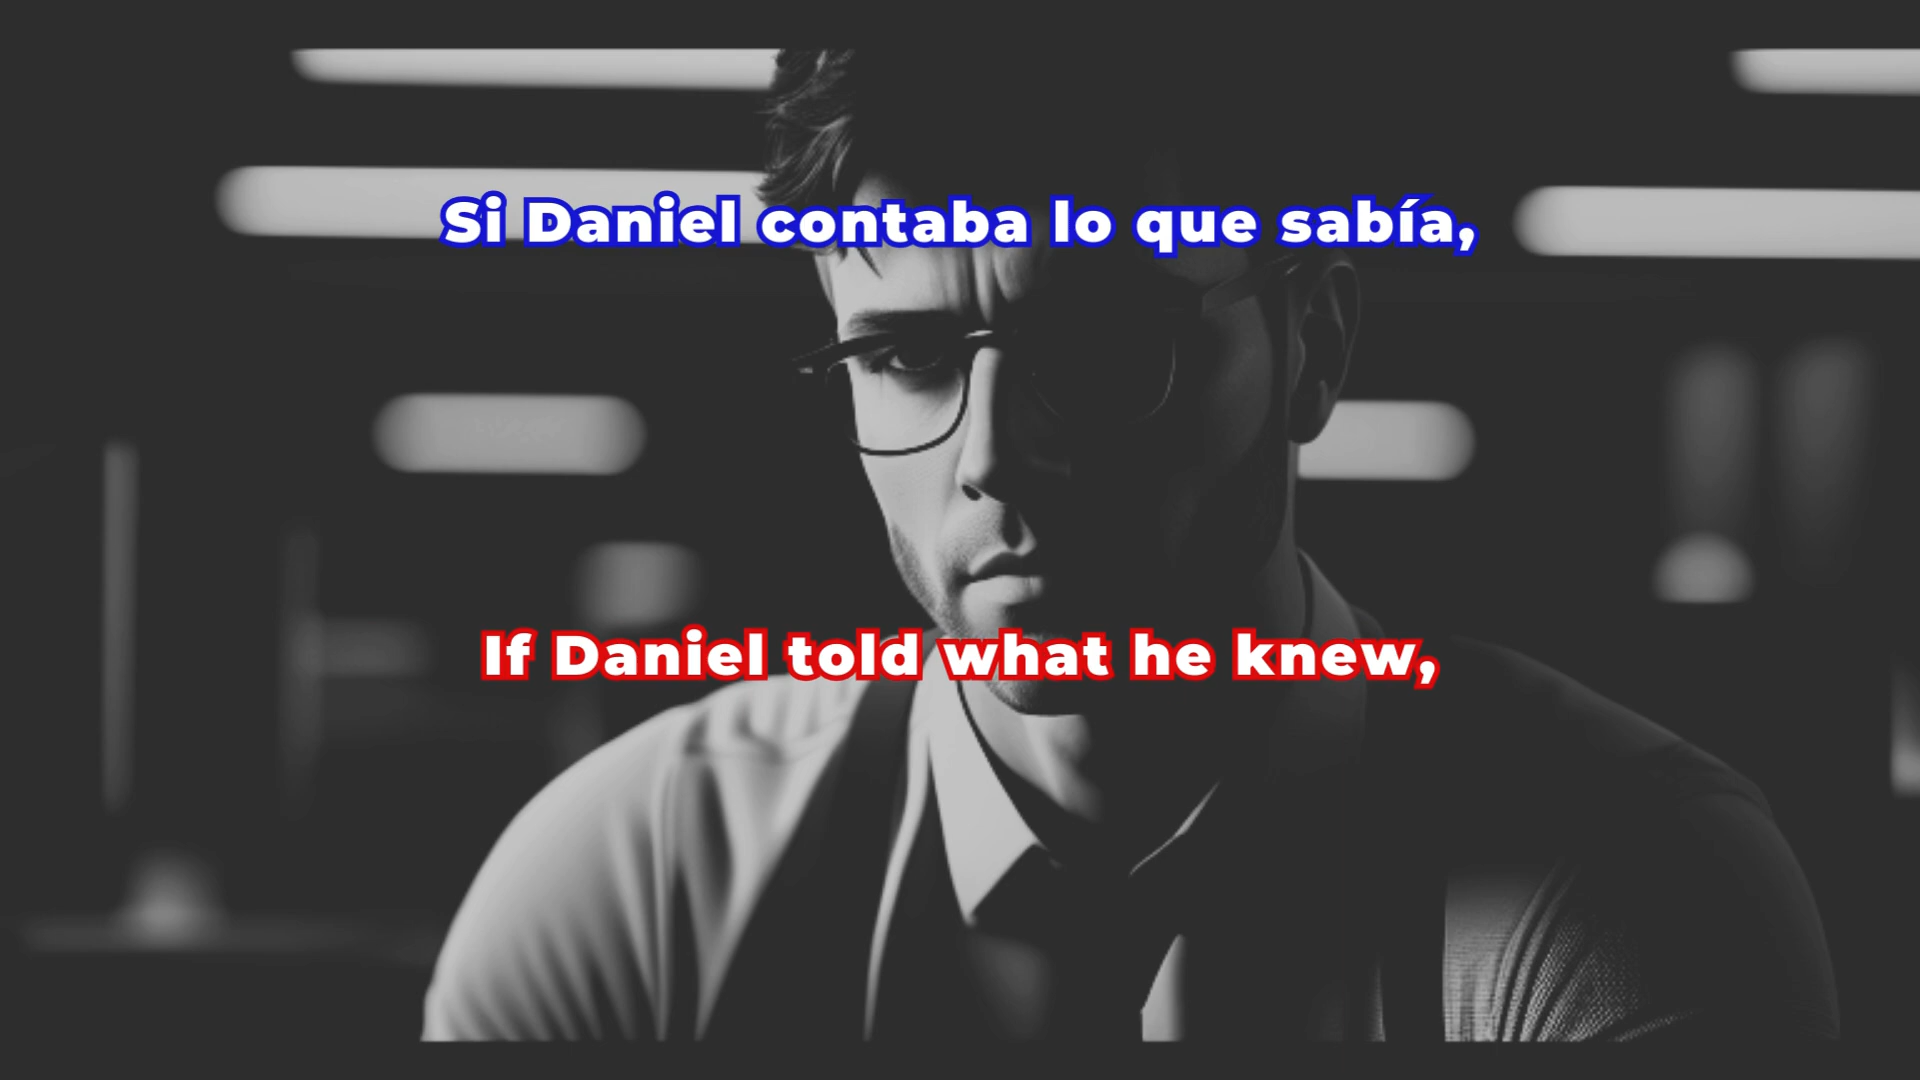 Si Daniel contaba lo que sabía,
If Daniel told what he knew,